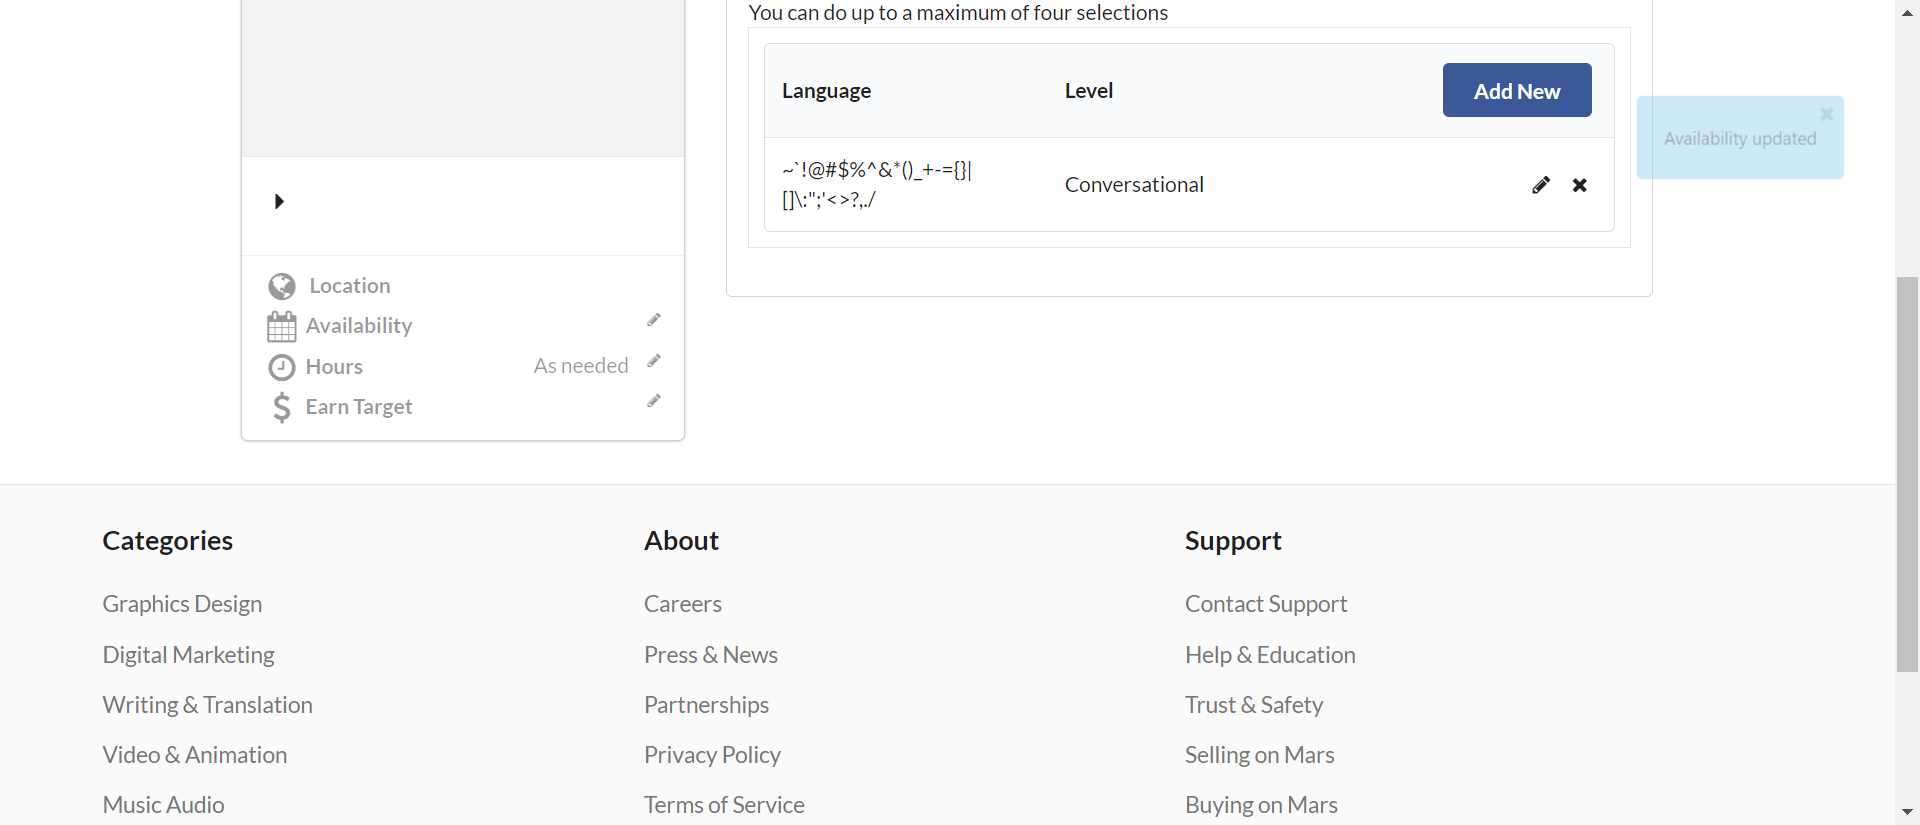 You can do up to a maximum of four selections
Language Level Add New
~`!@#$%^&*()_+-={}|
[]\:";'<>?,./
Conversational
Availability updated
Location
Availability
Hours As needed
Earn Target
Categories
Graphics Design
Digital Marketing
Writing & Translation
Video & Animation
Music Audio
About
Careers
Press & News
Partnerships
Privacy Policy
Terms of Service
Support
Contact Support
Help & Education
Trust & Safety
Selling on Mars
Buying on Mars